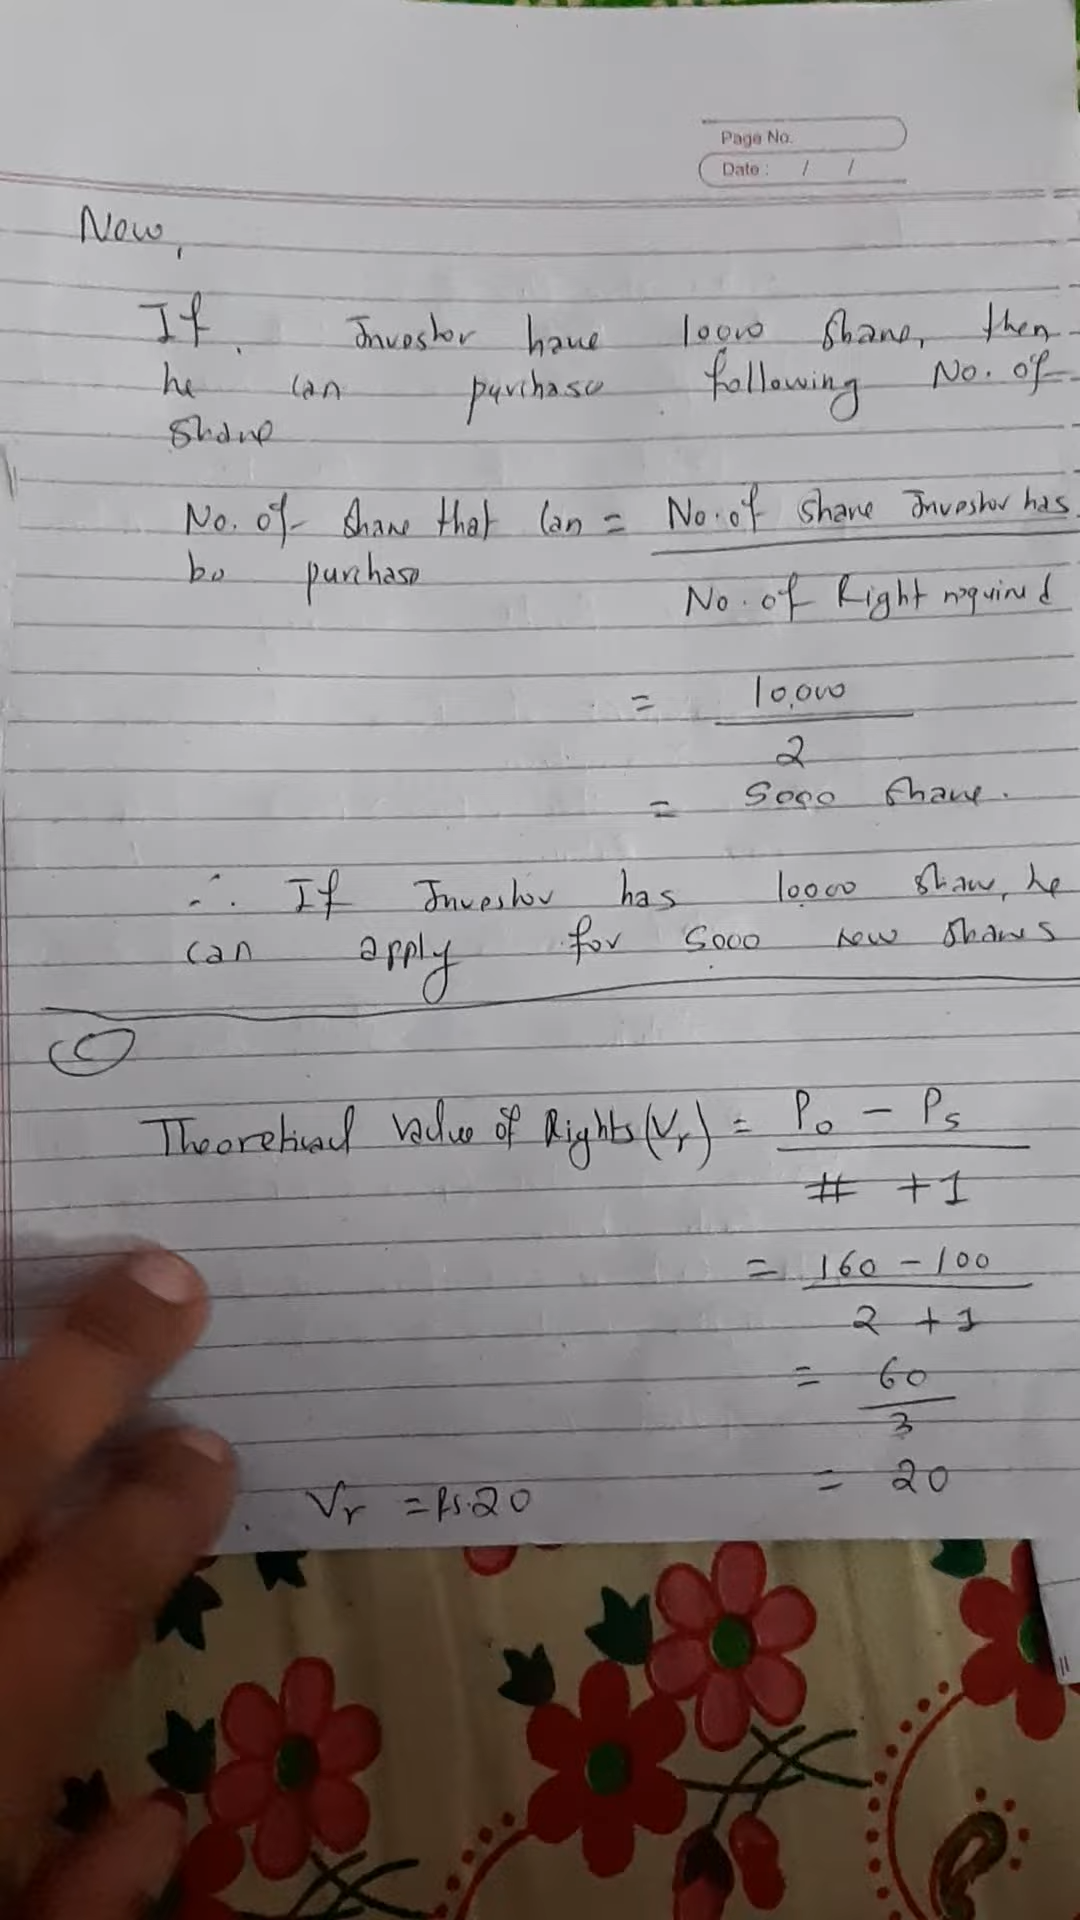 Page No.
Date : / /
Now,
If. Investor have 10000 share, then
he can purchase following No. of
share
No. of share that can = No. of share Investor has
be purchase
No. of Right required
= 10,000
2
= 5000 share.
∴ If Investor has 10000 share, he
can apply for 5000 new shares
C
Theoretical value of Rights (Vr) = P₀ - Ps
# + 1
= 160 - 100
2 + 1
= 60
3
= 20
Vr = Rs.20